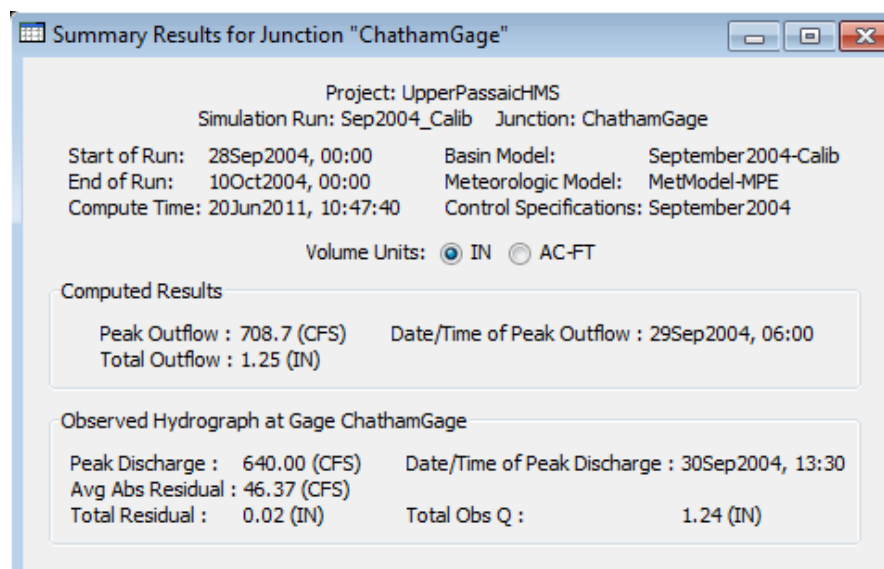 Summary Results for Junction "ChathamGage"
Project: UpperPassaicHMS
Simulation Run: Sep2004_Calib Junction: ChathamGage
Start of Run: 28Sep2004, 00:00 Basin Model: September2004-Calib
End of Run: 10Oct2004, 00:00 Meteorologic Model: MetModel-MPE
Compute Time: 20Jun2011, 10:47:40 Control Specifications: September2004
Volume Units: IN AC-FT
Computed Results
Peak Outflow : 708.7 (CFS) Date/Time of Peak Outflow : 29Sep2004, 06:00
Total Outflow : 1.25 (IN)
Observed Hydrograph at Gage ChathamGage
Peak Discharge : 640.00 (CFS) Date/Time of Peak Discharge : 30Sep2004, 13:30
Avg Abs Residual : 46.37 (CFS)
Total Residual : 0.02 (IN) Total Obs Q : 1.24 (IN)